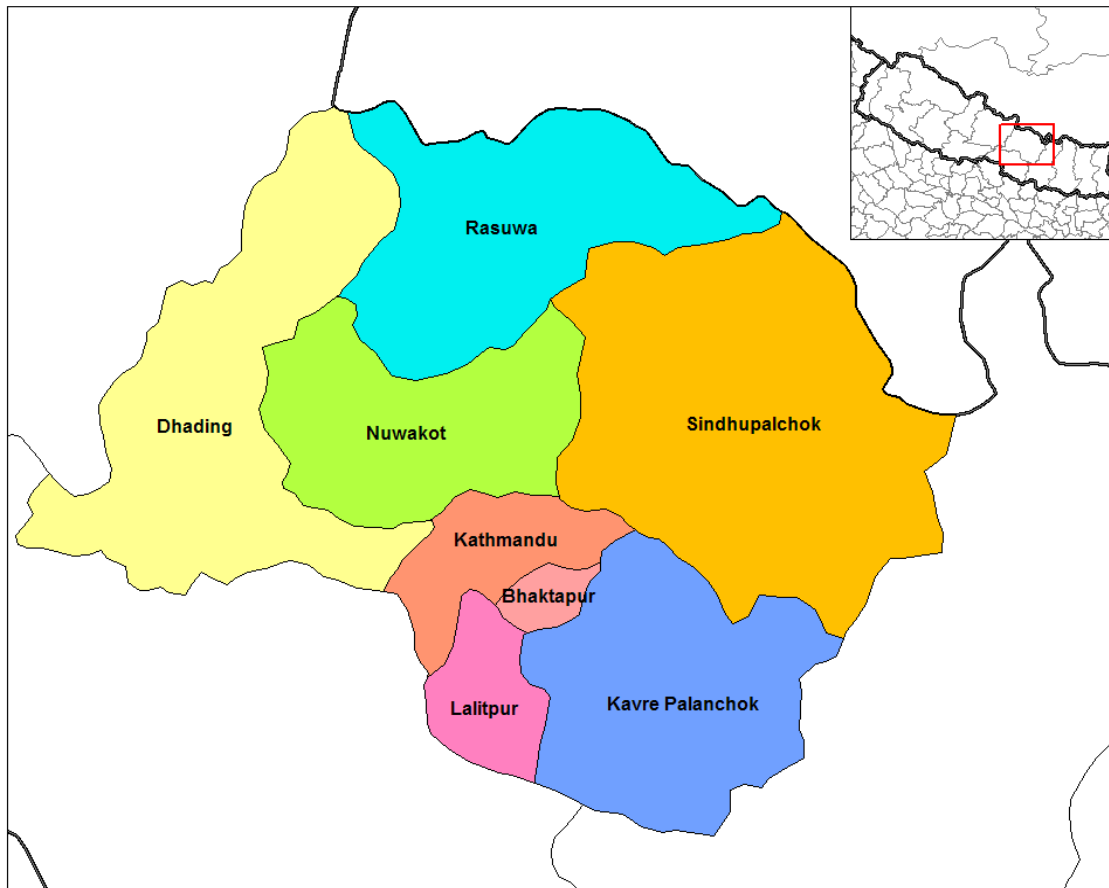 Rasuwa
Dhading
Nuwakot
Sindhupalchok
Kathmandu
Bhaktapur
Lalitpur
Kavre Palanchok